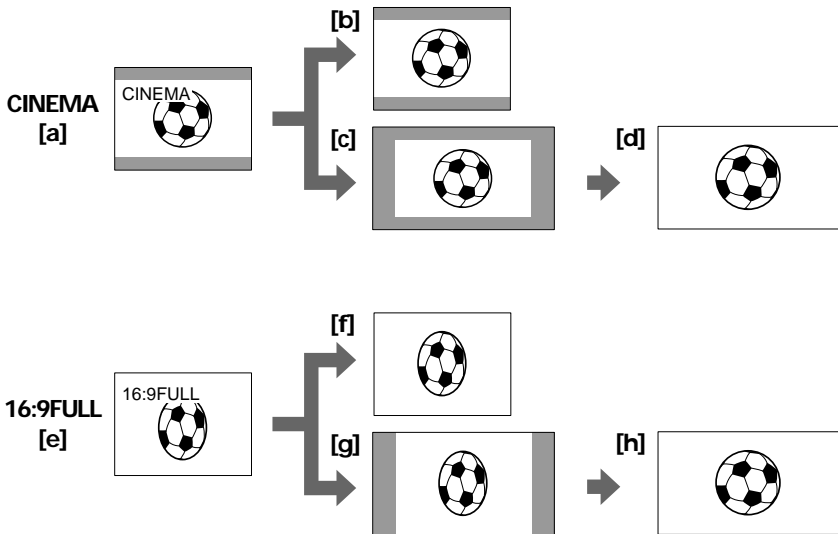 [b]
CINEMA
[a]
CINEMA
[c]
[d]
[f]
16:9FULL
[e]
16:9FULL
[g]
[h]